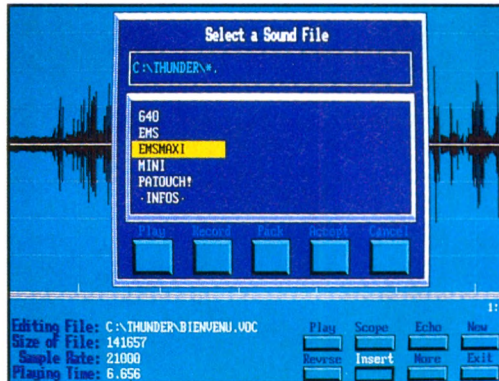 Select a Sound File
C:\THUNDER\*.
640
EMS
EMSMAXI
MINI
PATOUCH!
-INFOS-
Play Record Pack Accept Cancel
1:
Editing File: C:\THUNDER\BIENVENU.VOC
Size of File: 141657
Sample Rate: 21000
Playing Time: 6.656
Play Scope Echo New
Revrse Insert More Exit